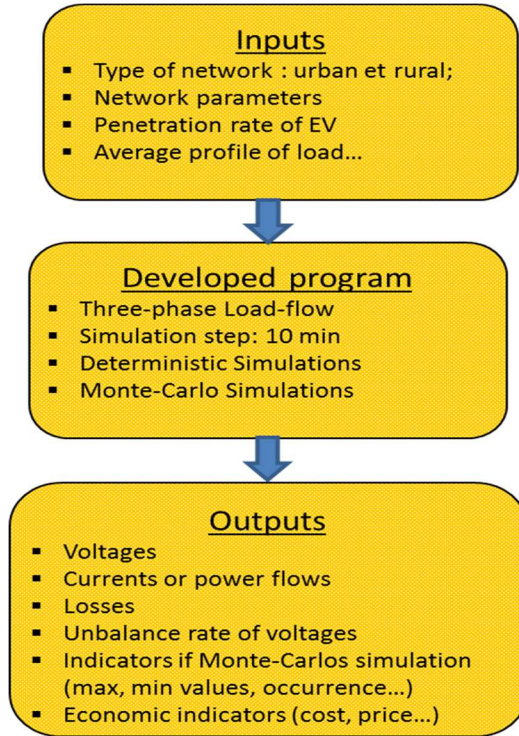 Inputs
▪ Type of network : urban et rural;
▪ Network parameters
▪ Penetration rate of EV
▪ Average profile of load...
Developed program
▪ Three-phase Load-flow
▪ Simulation step: 10 min
▪ Deterministic Simulations
▪ Monte-Carlo Simulations
Outputs
▪ Voltages
▪ Currents or power flows
▪ Losses
▪ Unbalance rate of voltages
▪ Indicators if Monte-Carlos simulation
(max, min values, occurrence...)
▪ Economic indicators (cost, price...)